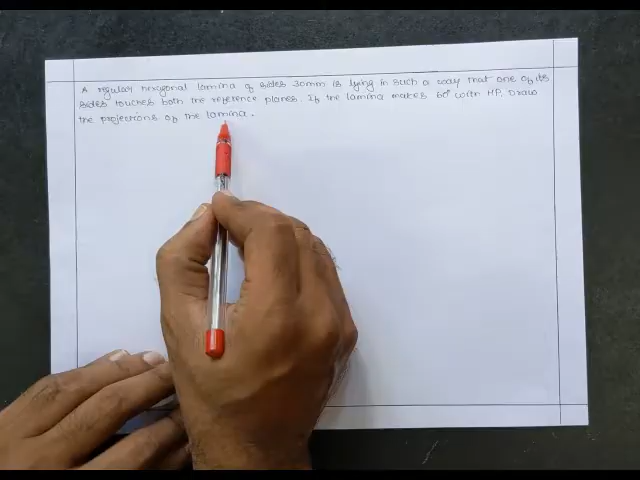 A regular hexagonal lamina of sides 30mm is lying in such a way that one of its
sides touches both the reference planes. If the lamina makes 60° with HP, Draw
the projections of the lamina.